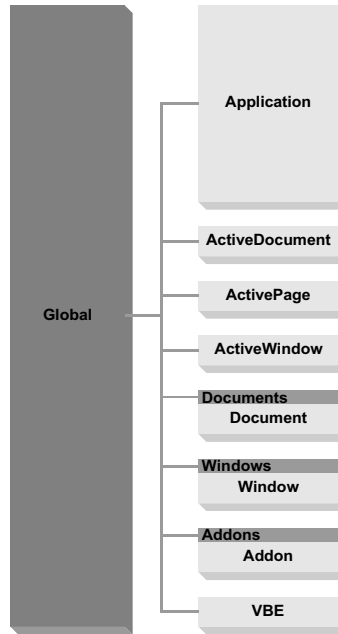 Global
Application
ActiveDocument
ActivePage
ActiveWindow
Documents
Document
Windows
Window
Addons
Addon
VBE